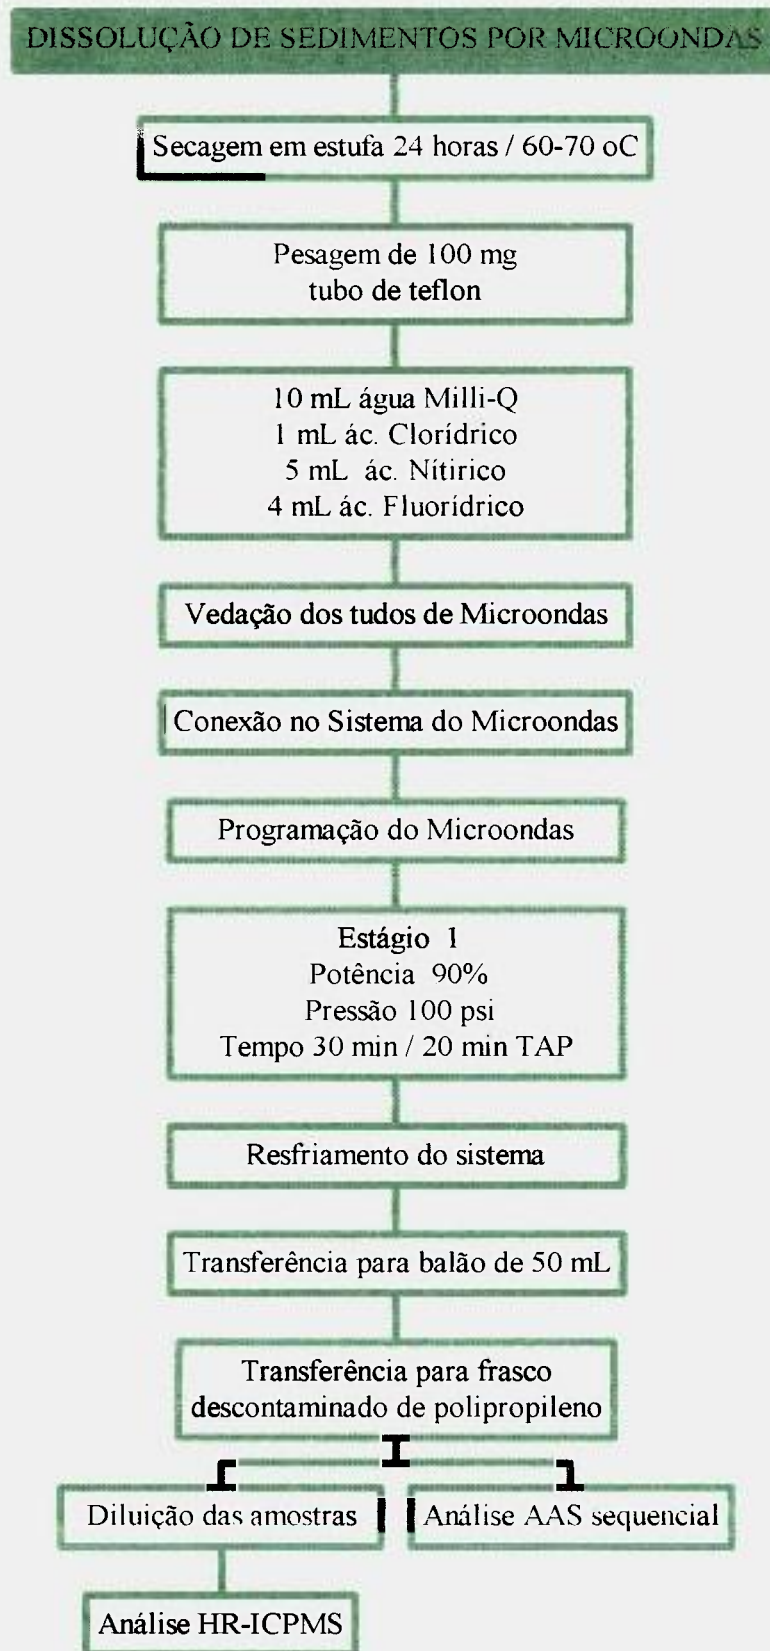 DISSOLUÇÃO DE SEDIMENTOS POR MICROONDAS
Secagem em estufa 24 horas / 60-70 oC
Pesagem de 100 mg
tubo de teflon
10 mL água Milli-Q
1 mL ác. Clorídrico
5 mL ác. Nítirico
4 mL ác. Fluorídrico
Vedação dos tudos de Microondas
Conexão no Sistema do Microondas
Programação do Microondas
Estágio 1
Potência 90%
Pressão 100 psi
Tempo 30 min / 20 min TAP
Resfriamento do sistema
Transferência para balão de 50 mL
Transferência para frasco
descontaminado de polipropileno
Diluição das amostras
Análise AAS sequencial
Análise HR-ICPMS